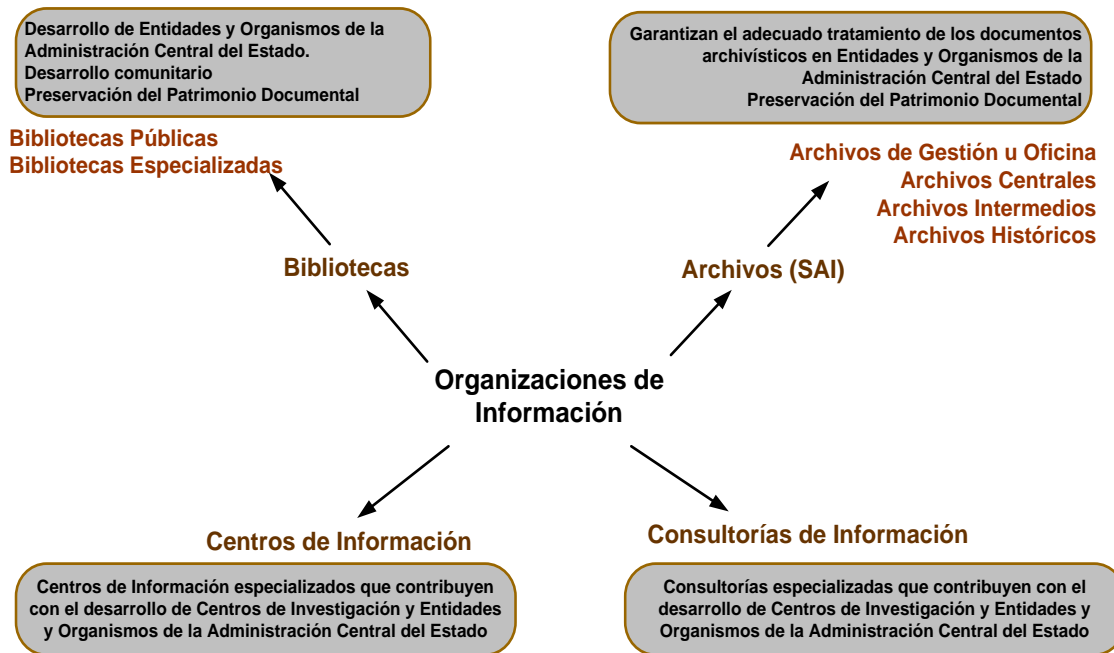 Desarrollo de Entidades y Organismos de la
Administración Central del Estado.
Desarrollo comunitario
Preservación del Patrimonio Documental
Bibliotecas Públicas
Bibliotecas Especializadas
Bibliotecas
Garantizan el adecuado tratamiento de los documentos
archivísticos en Entidades y Organismos de la
Administración Central del Estado
Preservación del Patrimonio Documental
Archivos de Gestión u Oficina
Archivos Centrales
Archivos Intermedios
Archivos Históricos
Archivos (SAI)
Organizaciones de
Información
Centros de Información
Centros de Información especializados que contribuyen
con el desarrollo de Centros de Investigación y Entidades
y Organismos de la Administración Central del Estado
Consultorías de Información
Consultorías especializadas que contribuyen con el
desarrollo de Centros de Investigación y Entidades y
Organismos de la Administración Central del Estado